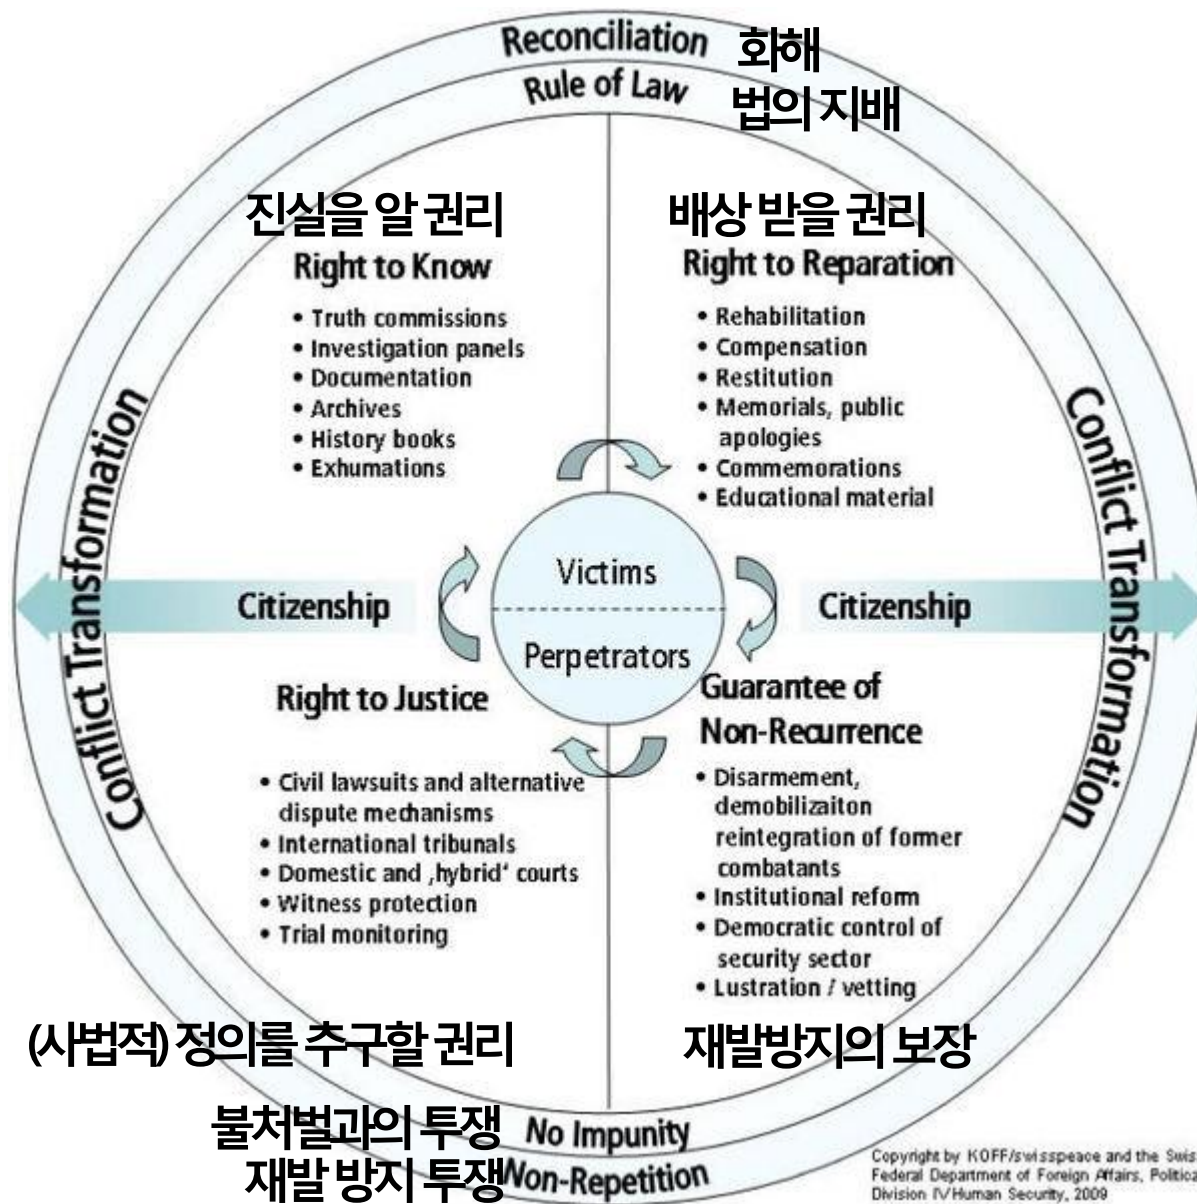 Reconciliation 화해
Rule of Law 법의 지배
진실을 알 권리
Right to Know
• Truth commissions
• Investigation panels
• Documentation
• Archives
• History books
• Exhumations
배상 받을 권리
Right to Reparation
• Rehabilitation
• Compensation
• Restitution
• Memorials, public
apologies
• Commemorations
• Educational material
Conflict Transformation
Citizenship
Victims
Perpetrators
Citizenship
Conflict Transformation
Right to Justice
• Civil lawsuits and alternative
dispute mechanisms
• International tribunals
• Domestic and ‚hybrid‘ courts
• Witness protection
• Trial monitoring
(사법적) 정의를 추구할 권리
Guarantee of
Non-Recurrence
• Disarmement,
demobilizaiton
reintegration of former
combatants
• Institutional reform
• Democratic control of
security sector
• Lustration / vetting
재발방지의 보장
불처벌과의 투쟁 No Impunity
재발 방지 투쟁 Non-Repetition
Copyright by KOFF/swisspeace and the Swis
Federal Department of Foreign Affairs, Politica
Division IV/Human Security, 2009